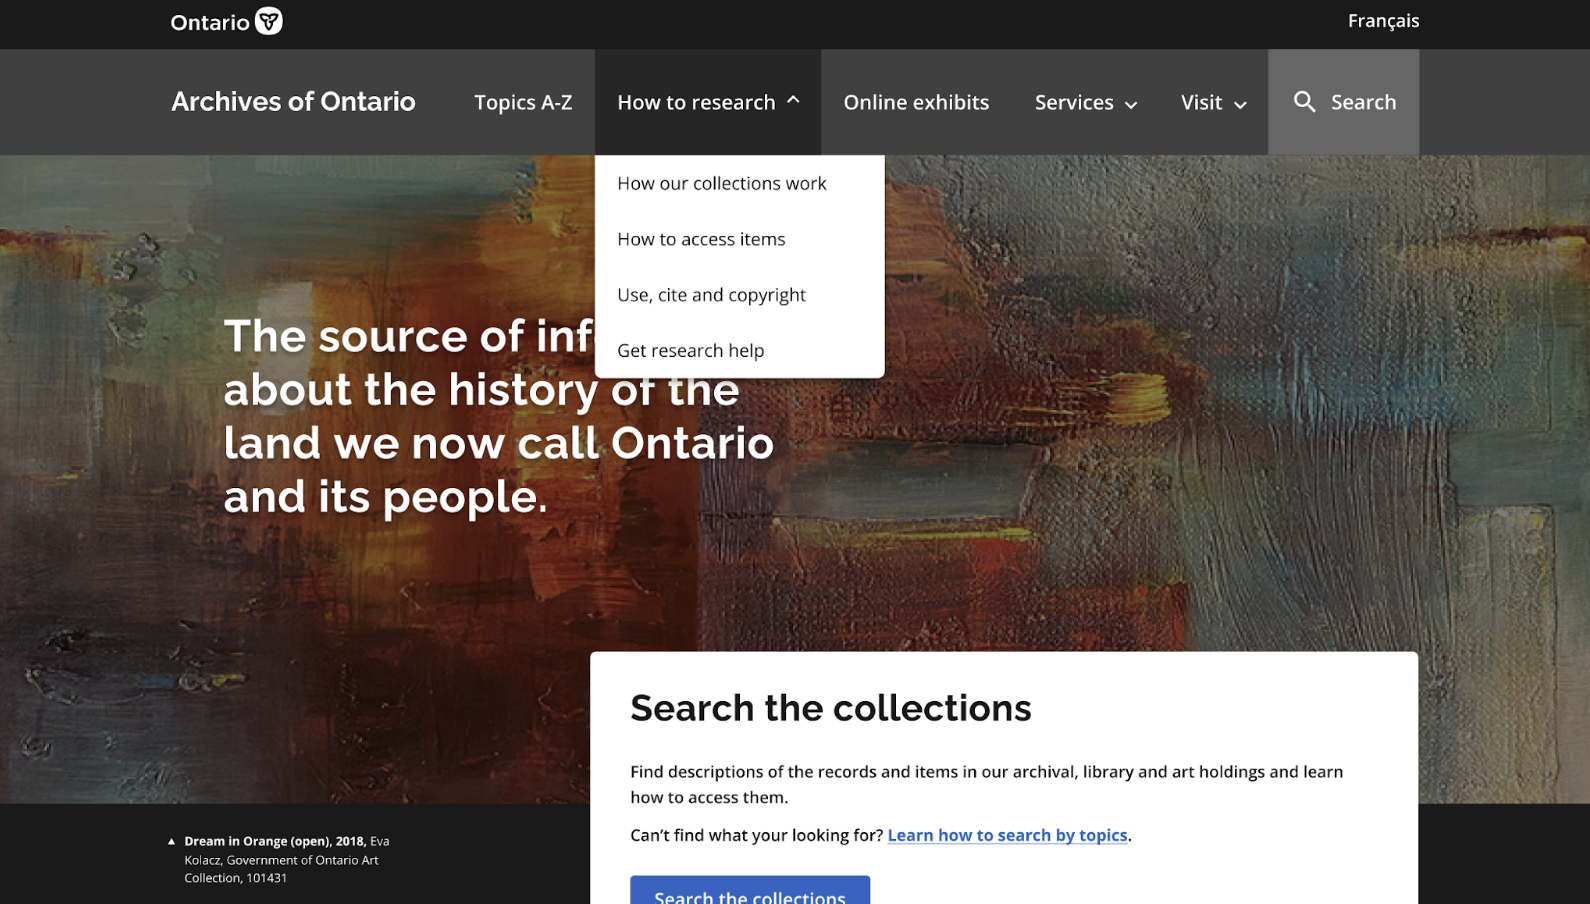 Ontario
Français
Archives of Ontario
Topics A-Z
How to research
Online exhibits
Services
Visit
Search
How our collections work
How to access items
Use, cite and copyright
Get research help
The source of inf
about the history of the
land we now call Ontario
and its people.
Search the collections
Find descriptions of the records and items in our archival, library and art holdings and learn
how to access them.
Can't find what your looking for? Learn how to search by topics.
Search the collections
Dream in Orange (open), 2018, Eva
Kolacz, Government of Ontario Art
Collection, 101431